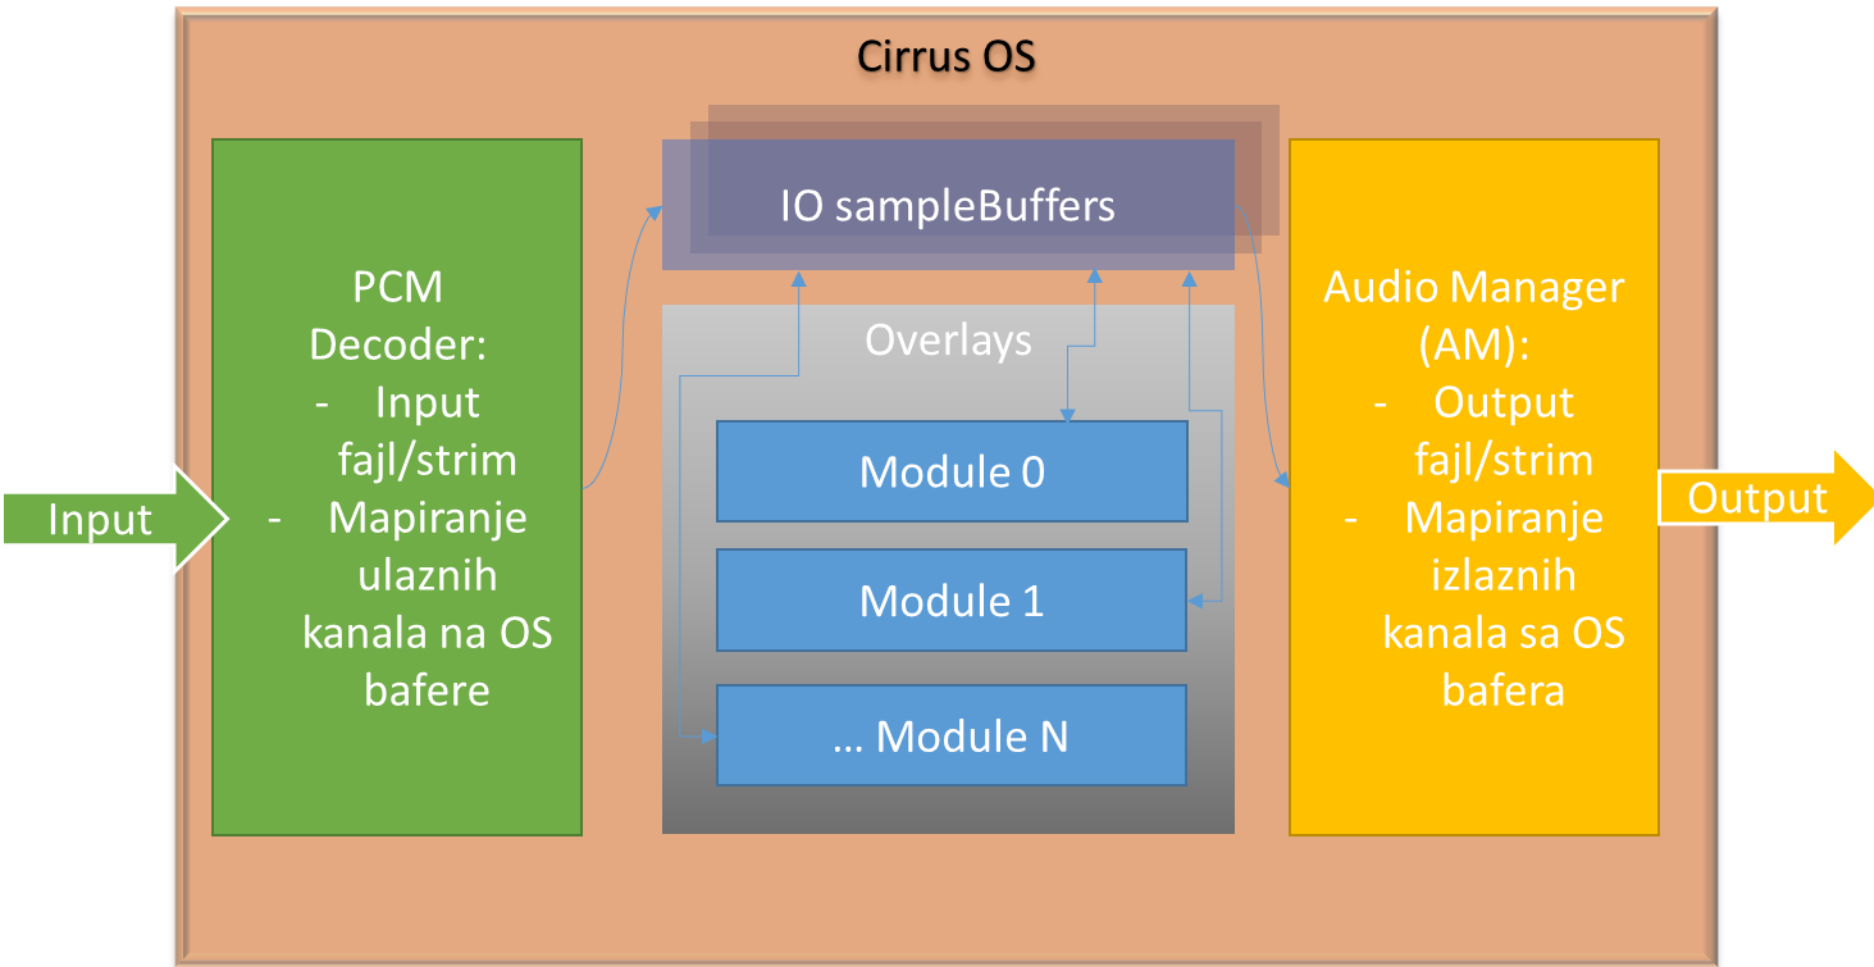 Cirrus OS
Input
PCM
Decoder:
- Input
fajl/strim
- Mapiranje
ulaznih
kanala na OS
bafere
IO sampleBuffers
Overlays
Module 0
Module 1
... Module N
Audio Manager
(AM):
- Output
fajl/strim
- Mapiranje
izlaznih
kanala sa OS
bafera
Output